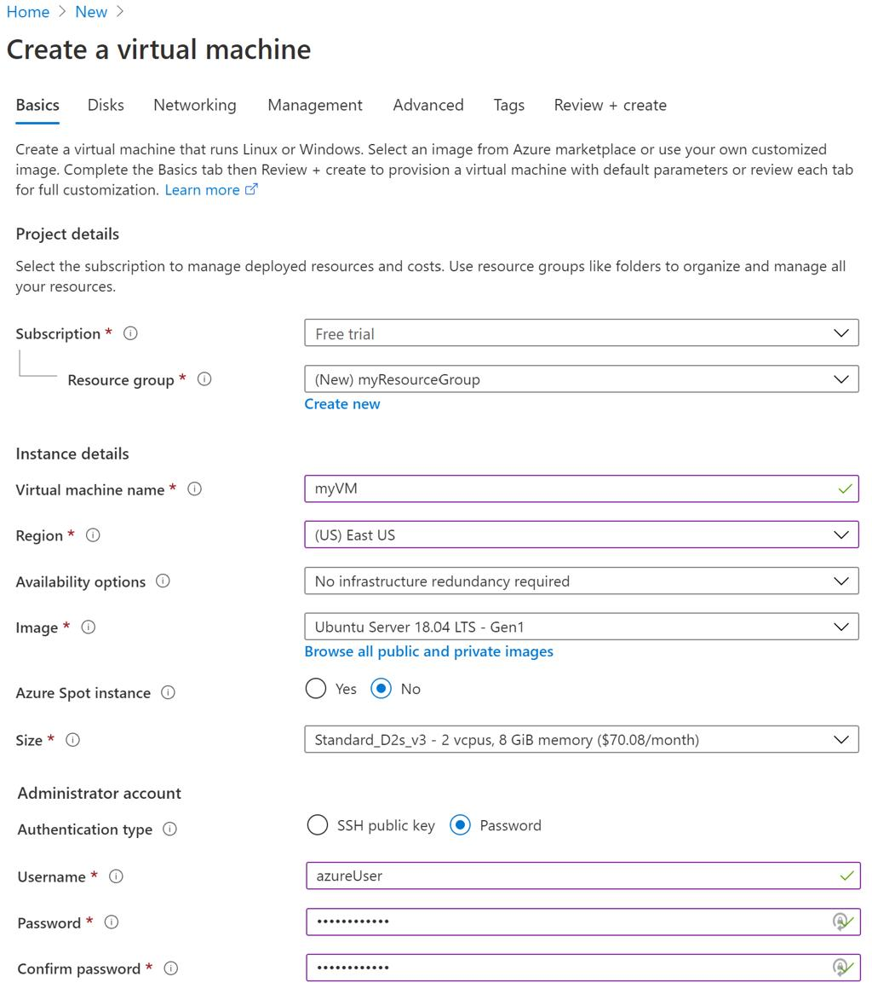 Home > New >
Create a virtual machine
Basics Disks Networking Management Advanced Tags Review + create
Create a virtual machine that runs Linux or Windows. Select an image from Azure marketplace or use your own customized
image. Complete the Basics tab then Review + create to provision a virtual machine with default parameters or review each tab
for full customization. Learn more
Project details
Select the subscription to manage deployed resources and costs. Use resource groups like folders to organize and manage all
your resources.
Subscription * Free trial
Resource group * (New) myResourceGroup
Create new
Instance details
Virtual machine name * myVM
Region * (US) East US
Availability options No infrastructure redundancy required
Image * Ubuntu Server 18.04 LTS - Gen1
Browse all public and private images
Azure Spot instance Yes No
Size * Standard_D2s_v3 - 2 vcpus, 8 GiB memory ($70.08/month)
Administrator account
Authentication type SSH public key Password
Username * azureUser
Password * ••••••••••••
Confirm password * ••••••••••••